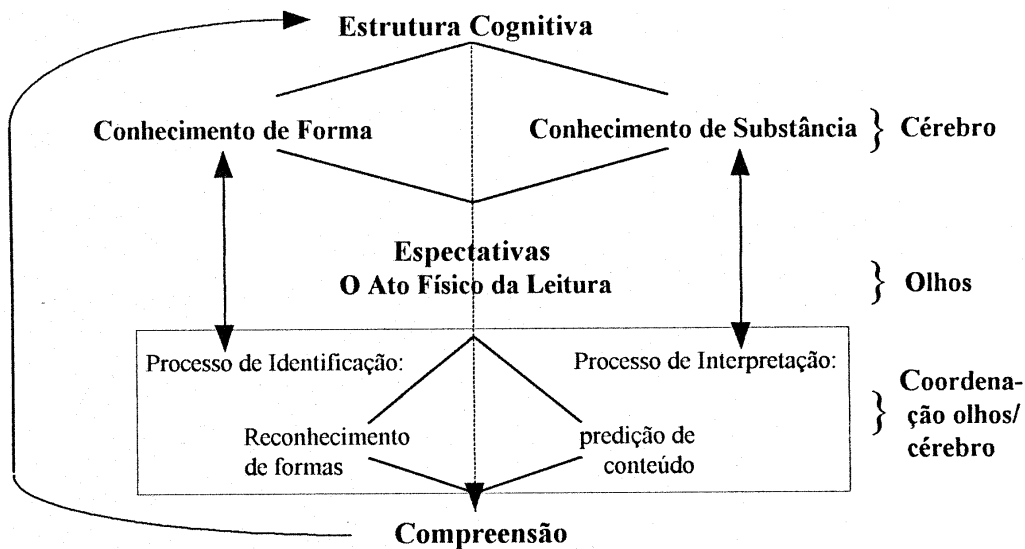 Estrutura Cognitiva
Conhecimento de Forma
Conhecimento de Substância
} Cérebro
Espectativas
O Ato Físico da Leitura
} Olhos
Processo de Identificação:
Processo de Interpretação:
Reconhecimento
de formas
predição de
conteúdo
} Coordena-
ção olhos/
cérebro
Compreensão